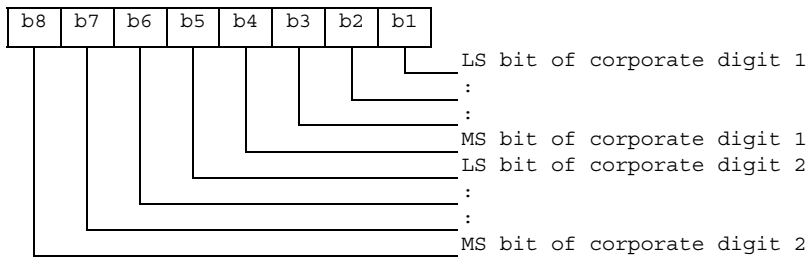 b8 b7 b6 b5 b4 b3 b2 b1
LS bit of corporate digit 1
:
:
MS bit of corporate digit 1
LS bit of corporate digit 2
:
:
MS bit of corporate digit 2